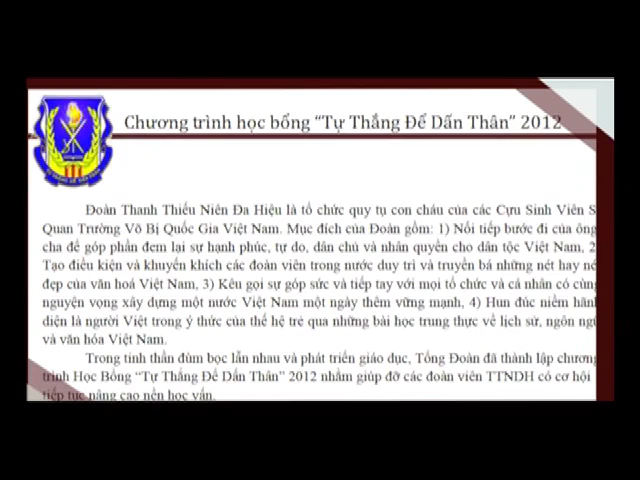 Chương trình học bổng “Tự Thắng Để Dấn Thân” 2012
Đoàn Thanh Thiếu Niên Đa Hiệu là tổ chức quy tụ con cháu của các Cựu Sinh Viên S
Quan Trường Võ Bị Quốc Gia Việt Nam. Mục đích của Đoàn gồm: 1) Nối tiếp bước đi của ông
cha để góp phần đem lại sự hạnh phúc, tự do, dân chủ và nhân quyền cho dân tộc Việt Nam, 2
Tạo điều kiện và khuyến khích các đoàn viên trong nước duy trì và truyền bá những nét hay né
đẹp của văn hoá Việt Nam, 3) Kêu gọi sự góp sức và tiếp tay với mọi tổ chức và cá nhân có cùng
nguyện vọng xây dựng một nước Việt Nam một ngày thêm vững mạnh, 4) Hun đúc niềm hãnh
diện là người Việt trong ý thức của thế hệ trẻ qua những bài học trung thực về lịch sử, ngôn ngữ
và văn hóa Việt Nam.
Trong tinh thần đùm bọc lẫn nhau và phát triển giáo dục, Tổng Đoàn đã thành lập chương
trình Học Bổng “Tự Thắng Để Dấn Thân” 2012 nhằm giúp đỡ các đoàn viên TTNDH có cơ hội
tiếp tục nâng cao nền học vấn.